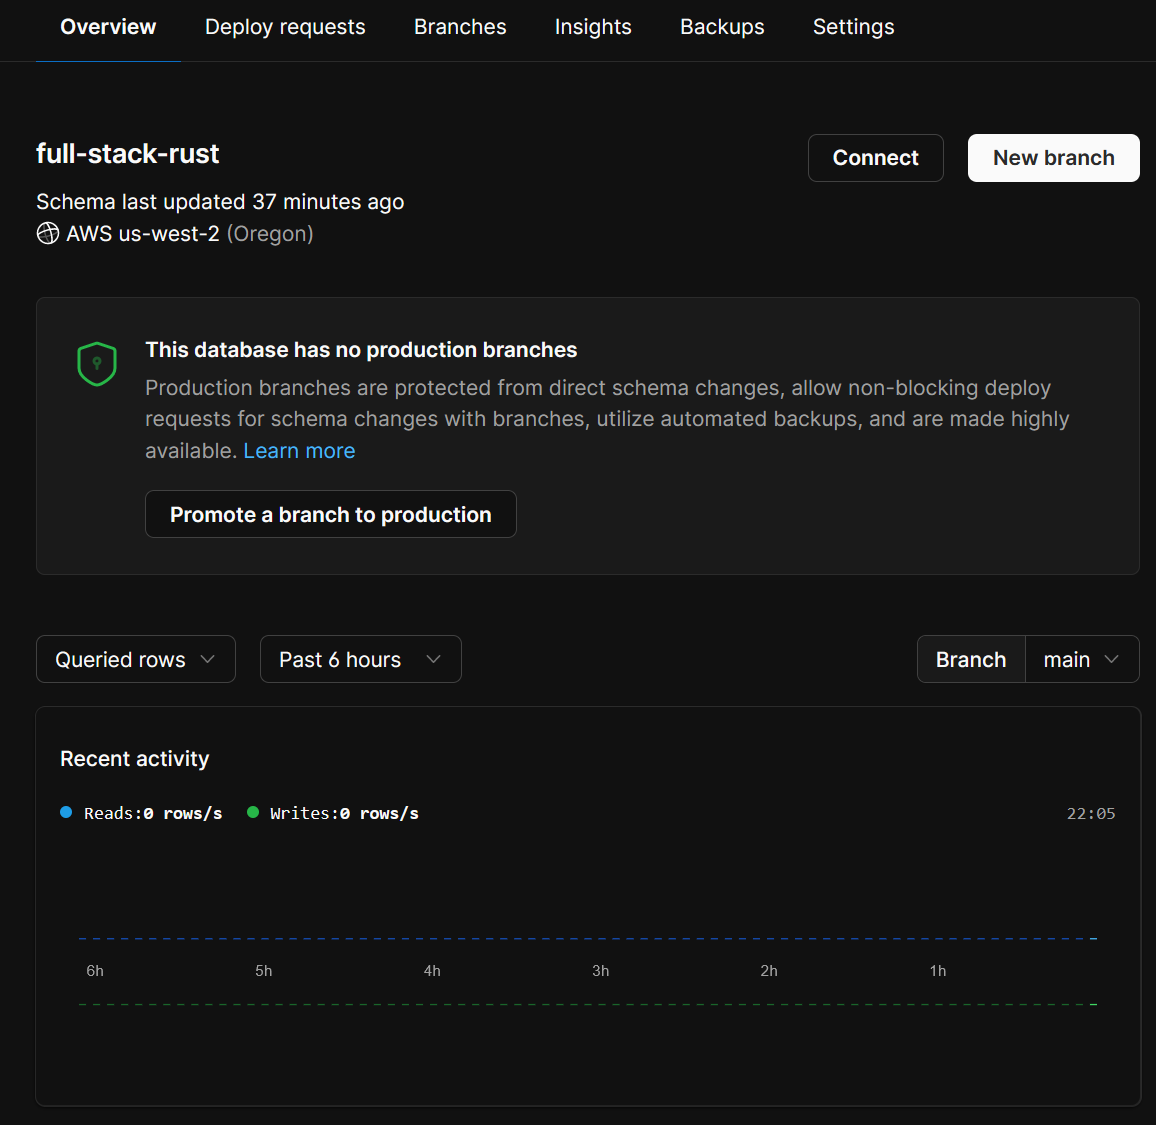 Overview Deploy requests Branches Insights Backups Settings
full-stack-rust
Connect New branch
Schema last updated 37 minutes ago
AWS us-west-2 (Oregon)
This database has no production branches
Production branches are protected from direct schema changes, allow non-blocking deploy
requests for schema changes with branches, utilize automated backups, and are made highly
available. Learn more
Promote a branch to production
Queried rows Past 6 hours Branch main
Recent activity
Reads:0 rows/s Writes:0 rows/s 22:05
6h 5h 4h 3h 2h 1h